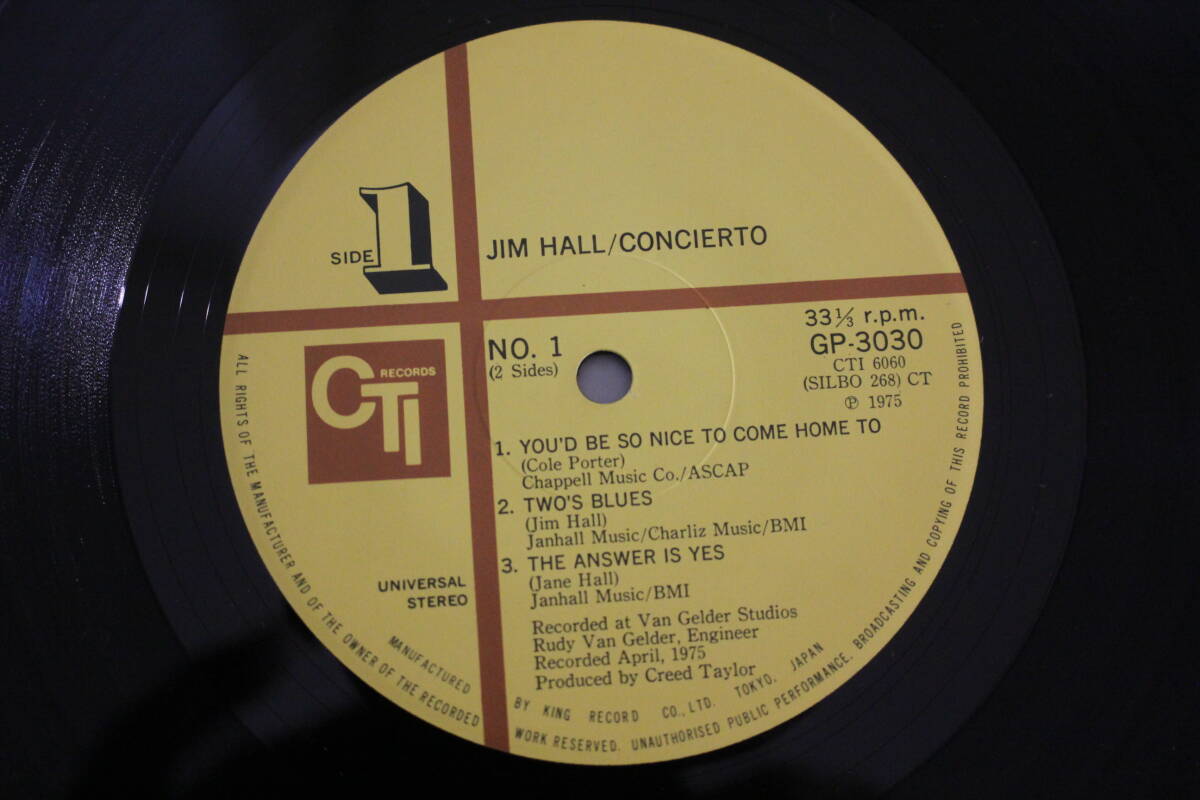 SIDE 1
JIM HALL/CONCIERTO
CTI RECORDS
NO. 1
(2 Sides)
33⅓ r.p.m.
GP-3030
CTI 6060
(SILBO 268) CT
℗ 1975
1. YOU'D BE SO NICE TO COME HOME TO
(Cole Porter)
Chappell Music Co./ASCAP
2. TWO'S BLUES
(Jim Hall)
Janhall Music/Charliz Music/BMI
3. THE ANSWER IS YES
(Jane Hall)
Janhall Music/BMI
UNIVERSAL
STEREO
Recorded at Van Gelder Studios
Rudy Van Gelder, Engineer
Recorded April, 1975
Produced by Creed Taylor
MANUFACTURED BY KING RECORD CO., LTD. TOKYO, JAPAN
ALL RIGHTS OF THE MANUFACTURER AND OF THE OWNER OF THE RECORDED WORK RESERVED. UNAUTHORISED PUBLIC PERFORMANCE, BROADCASTING AND COPYING OF THIS RECORD PROHIBITED